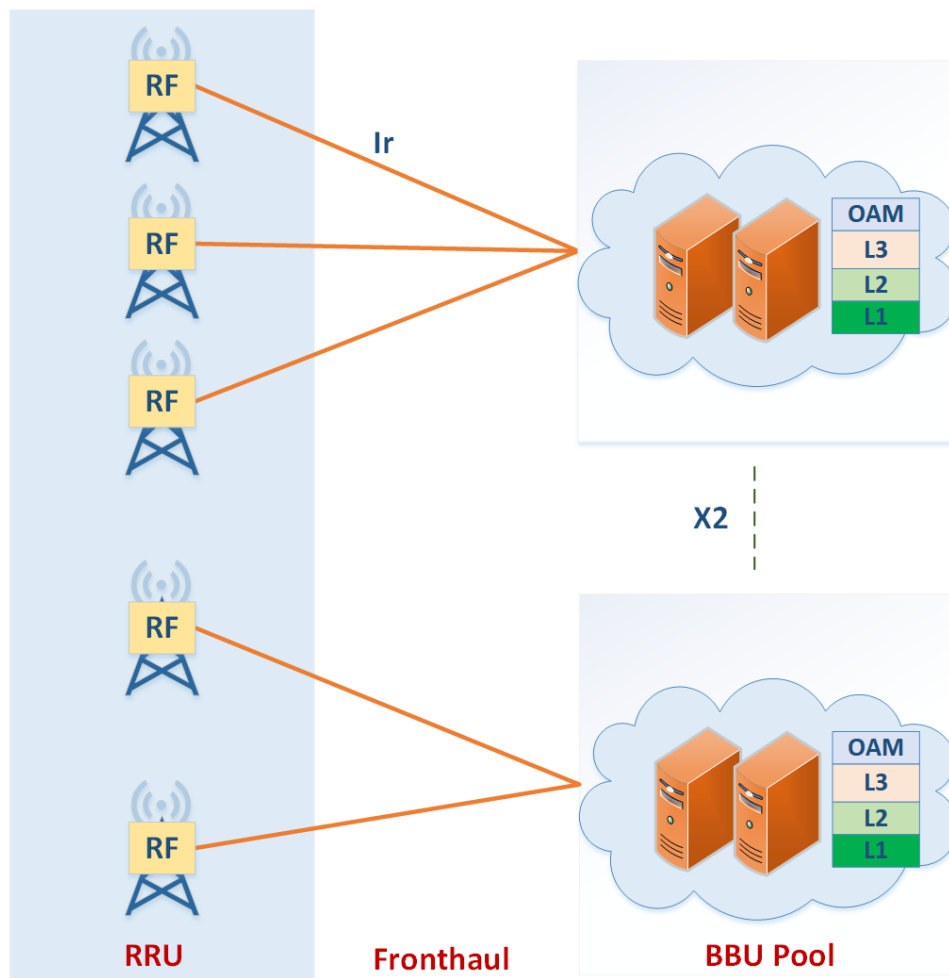 RF
Ir
RF
RF
OAM
L3
L2
L1
X2
RF
RF
OAM
L3
L2
L1
RRU
Fronthaul
BBU Pool